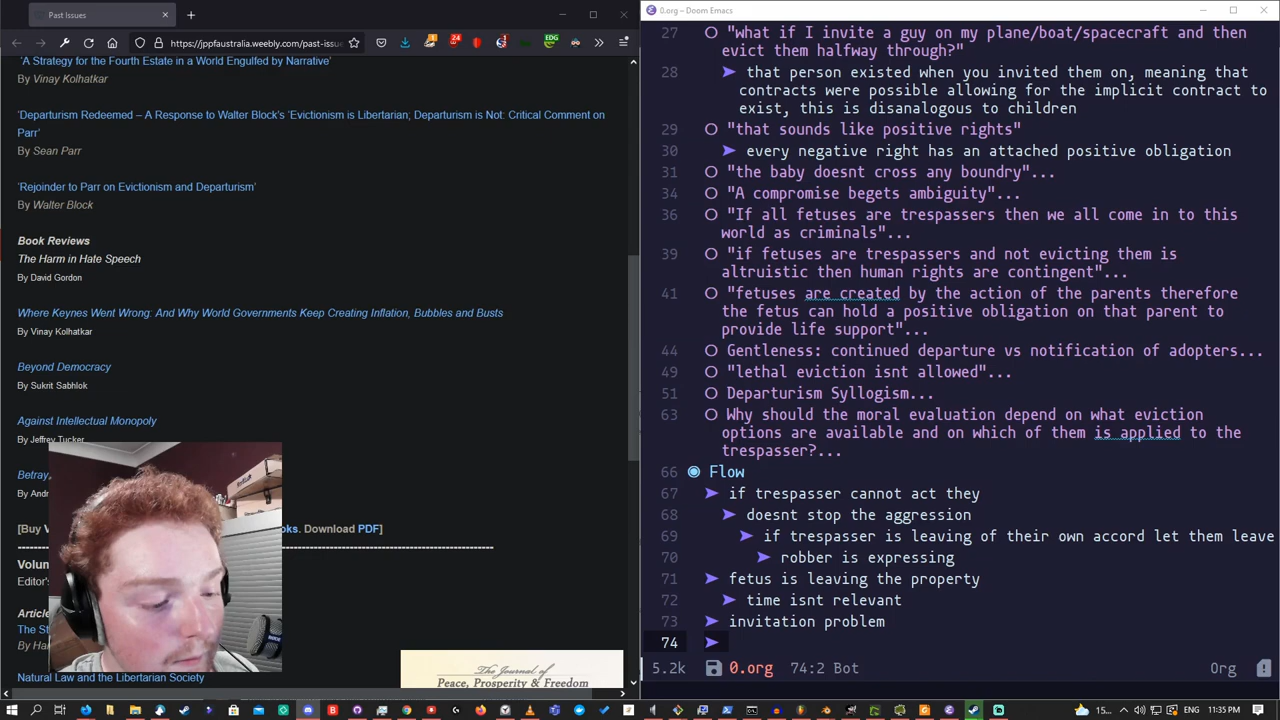 Past Issues
https://jppfaustralia.weebly.com/past-issu
24
EDG
'A Strategy for the Fourth Estate in a World Engulfed by Narrative'
By Vinay Kolhatkar
'Departurism Redeemed – A Response to Walter Block's 'Evictionism is Libertarian; Departurism is Not: Critical Comment on
Parr'
By Sean Parr
'Rejoinder to Parr on Evictionism and Departurism'
By Walter Block
Book Reviews
The Harm in Hate Speech
By David Gordon
Where Keynes Went Wrong: And Why World Governments Keep Creating Inflation, Bubbles and Busts
By Vinay Kolhatkar
Beyond Democracy
By Sukrit Sabhlok
Against Intellectual Monopoly
By Jeffrey Tucker
Betray
By Andr
[Buy V
oks. Download PDF]
Volum
Editor'
Article
The St
By Ha
Natural Law and the Libertarian Society
The Journal of
Peace, Prosperity & Freedom
0.org – Doom Emacs
27 "What if I invite a guy on my plane/boat/spacecraft and then
evict them halfway through?"
28 that person existed when you invited them on, meaning that
contracts were possible allowing for the implicit contract to
exist, this is disanalogous to children
29 "that sounds like positive rights"
30 every negative right has an attached positive obligation
31 "the baby doesnt cross any boundry"...
34 "A compromise begets ambiguity"...
36 "If all fetuses are trespassers then we all come in to this
world as criminals"...
39 "if fetuses are trespassers and not evicting them is
altruistic then human rights are contingent"...
41 "fetuses are created by the action of the parents therefore
the fetus can hold a positive obligation on that parent to
provide life support"...
44 Gentleness: continued departure vs notification of adopters...
49 "lethal eviction isnt allowed"...
51 Departurism Syllogism...
63 Why should the moral evaluation depend on what eviction
options are available and on which of them is applied to the
trespasser?...
66 Flow
67 if trespasser cannot act they
68 doesnt stop the aggression
69 if trespasser is leaving of their own accord let them leave
70 robber is expressing
71 fetus is leaving the property
72 time isnt relevant
73 invitation problem
74
5.2k 0.org 74:2 Bot Org
15... ENG 11:35 PM